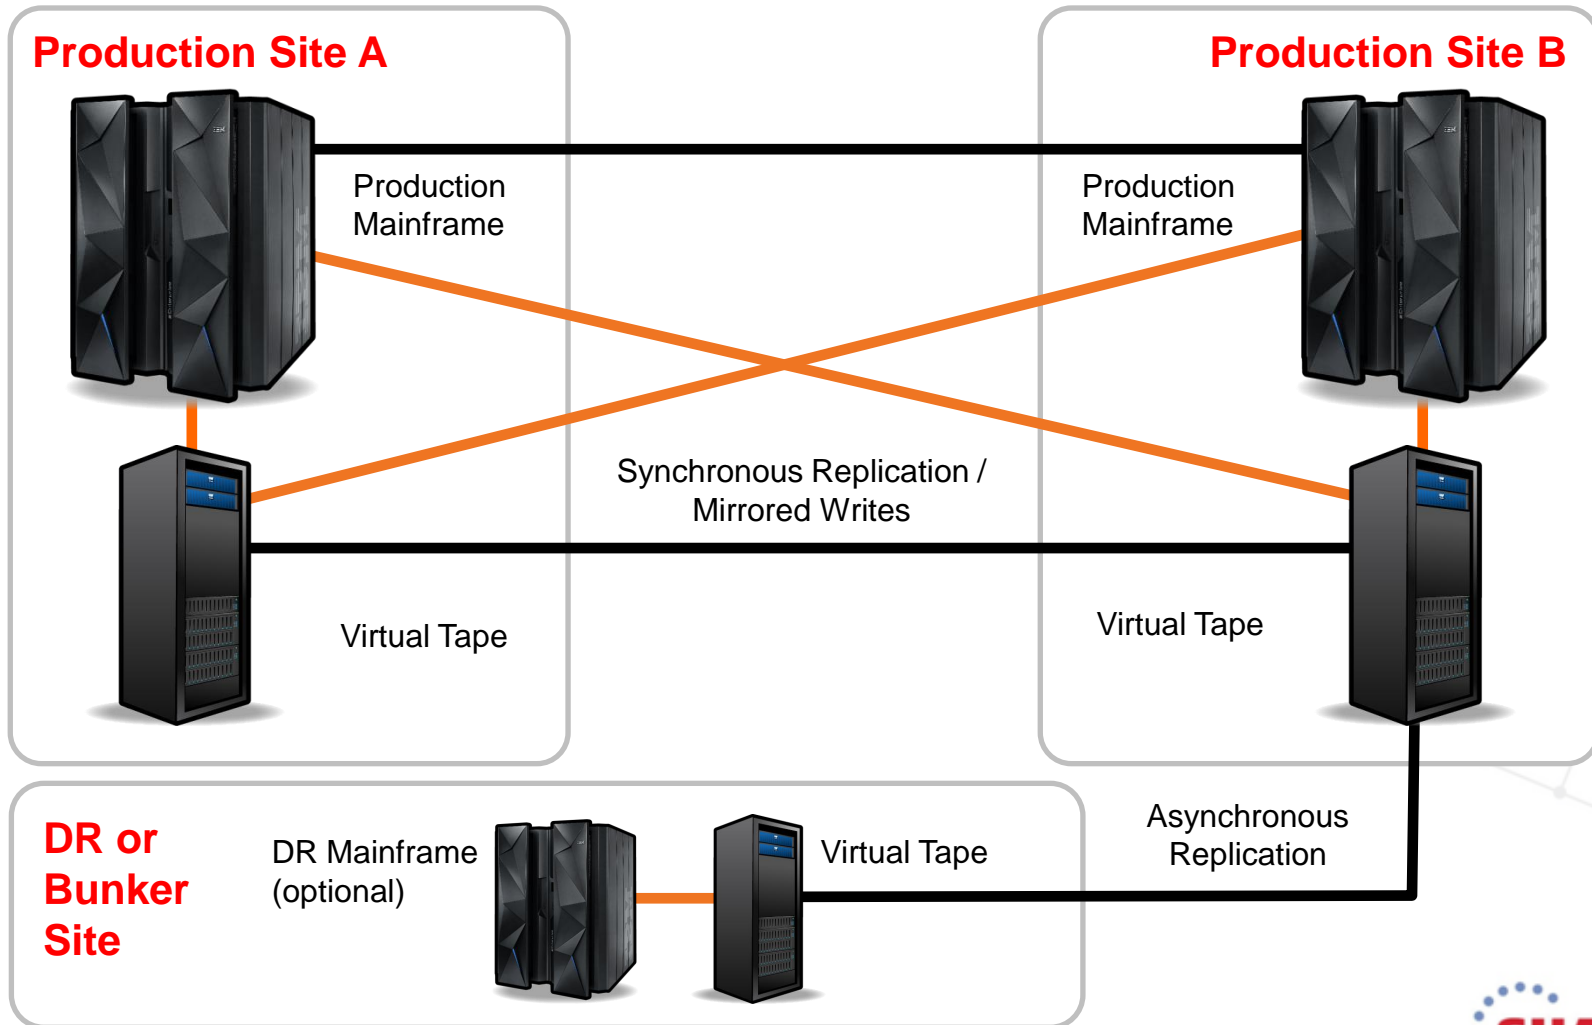 Production Site A
Production Site B
Production
Mainframe
Production
Mainframe
Synchronous Replication /
Mirrored Writes
Virtual Tape
Virtual Tape
DR or
Bunker
Site
DR Mainframe
(optional)
Virtual Tape
Asynchronous
Replication